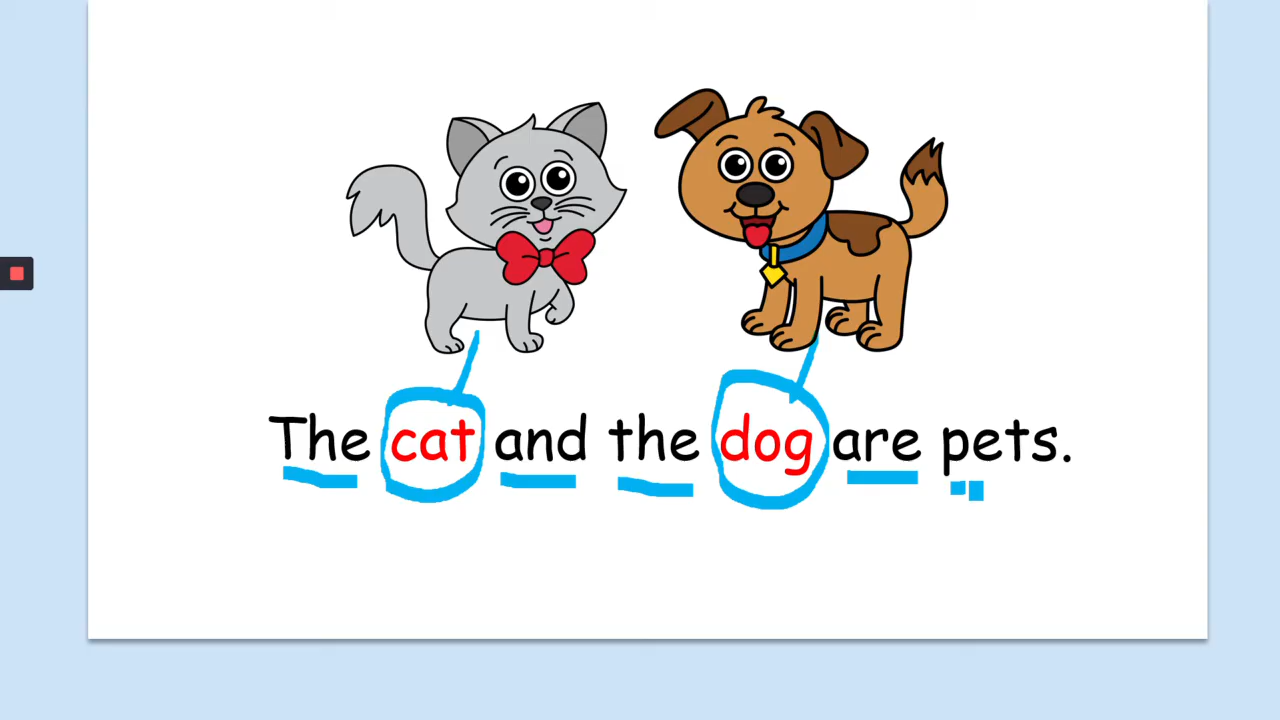 The cat and the dog are pets.